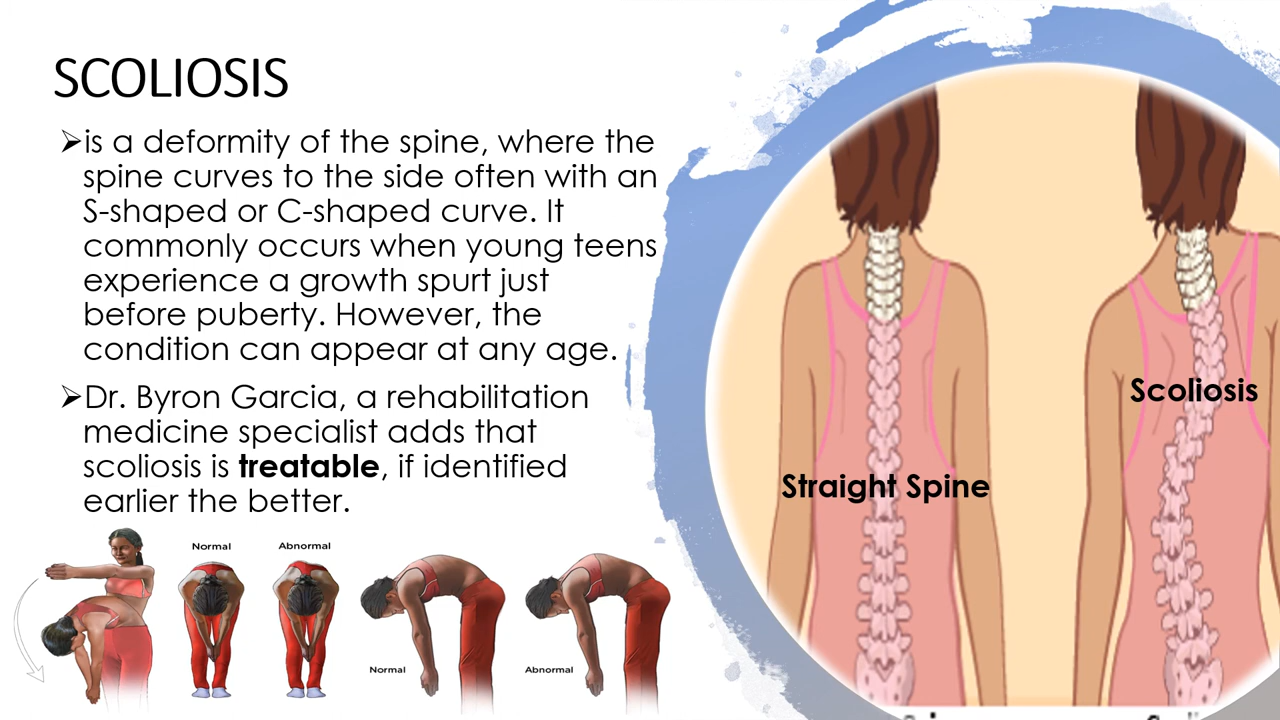 SCOLIOSIS
➢is a deformity of the spine, where the
spine curves to the side often with an
S-shaped or C-shaped curve. It
commonly occurs when young teens
experience a growth spurt just
before puberty. However, the
condition can appear at any age.
➢Dr. Byron Garcia, a rehabilitation
medicine specialist adds that
scoliosis is treatable, if identified
earlier the better.
Normal
Abnormal
Normal
Abnormal
Straight Spine
Scoliosis